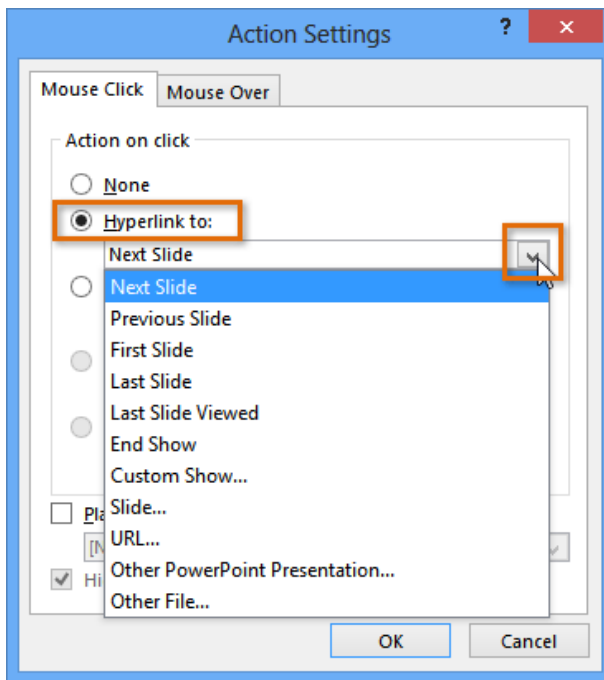 Action Settings
?
Mouse Click Mouse Over
Action on click
None
Hyperlink to:
Next Slide
Next Slide
Previous Slide
First Slide
Last Slide
Last Slide Viewed
End Show
Custom Show...
Slide...
URL...
Other PowerPoint Presentation...
Other File...
OK Cancel